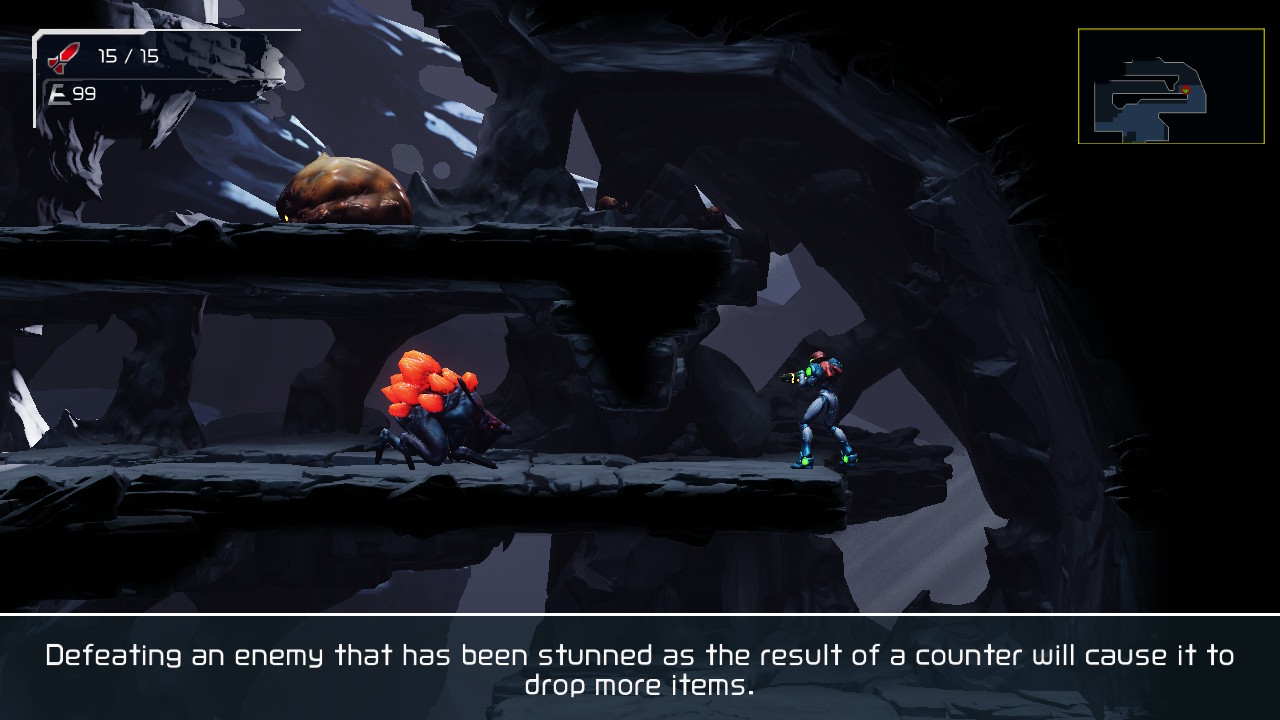 15 / 15
E 99
Defeating an enemy that has been stunned as the result of a counter will cause it to
drop more items.